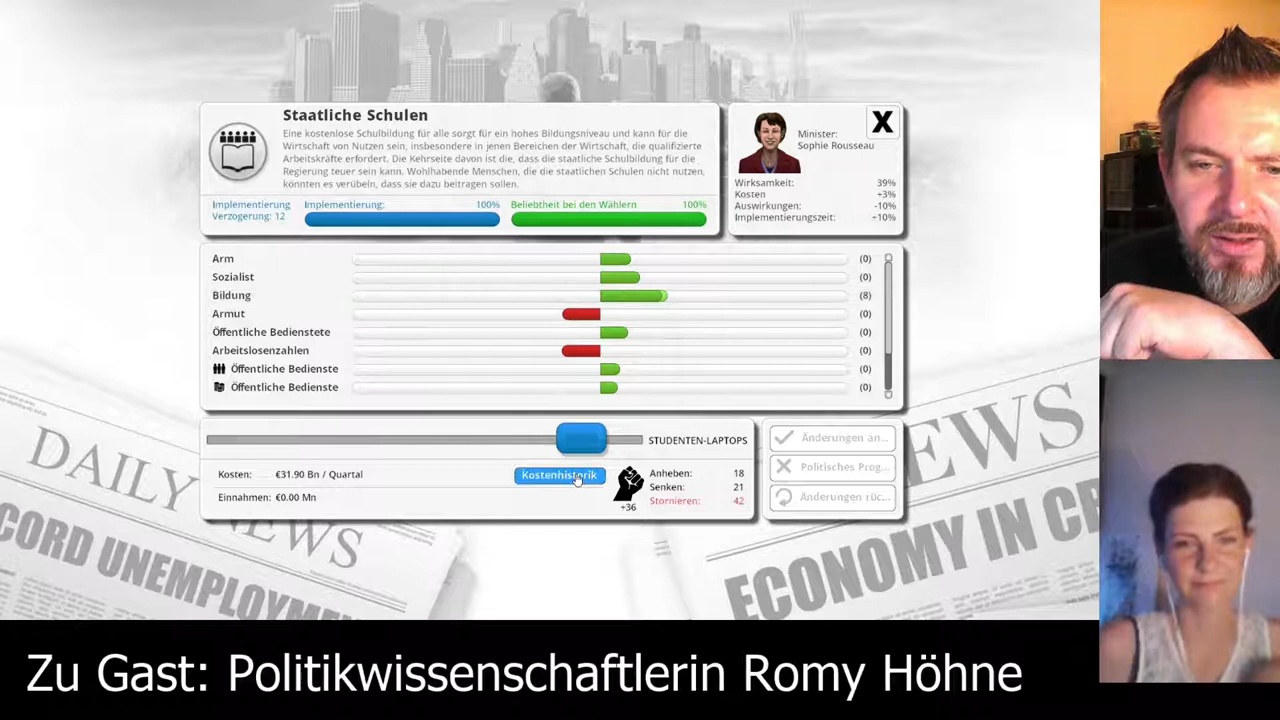 Staatliche Schulen
Eine kostenlose Schulbildung für alle sorgt für ein hohes Bildungsniveau und kann für die
Wirtschaft von Nutzen sein, insbesondere in jenen Bereichen der Wirtschaft, die qualifizierte
Arbeitskräfte erfordert. Die Kehrseite davon ist die, dass die staatliche Schulbildung für die
Regierung teuer sein kann. Wohlhabende Menschen, die die staatlichen Schulen nicht nutzen,
könnten es verübeln, dass sie dazu beitragen sollen.
Implementierung
Verzogerung: 12
Implementierung: 100%
Beliebtheit bei den Wählern 100%
X
Minister:
Sophie Rousseau
Wirksamkeit: 39%
Kosten +3%
Auswirkungen: -10%
Implementierungszeit: +10%
Arm (0)
Sozialist (0)
Bildung (8)
Armut (0)
Öffentliche Bedienstete (0)
Arbeitslosenzahlen (0)
Öffentliche Bedienste (0)
Öffentliche Bedienste (0)
STUDENTEN-LAPTOPS
Kosten: €31.90 Bn / Quartal
Einnahmen: €0.00 Mn
Kostenhistorik
+36
Anheben: 18
Senken: 21
Stornieren: 42
Änderungen än...
Politisches Prog...
Änderungen rüc...
DAILY NEWS
CORD UNEMPLOYME
NEWS
ECONOMY IN CR
Zu Gast: Politikwissenschaftlerin Romy Höhne